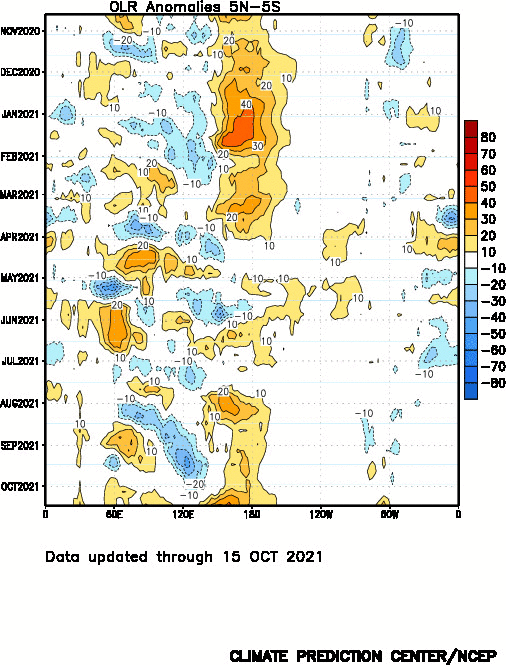 OLR Anomalies 5N-5S
NOV2020
DEC2020
JAN2021
FEB2021
MAR2021
APR2021
MAY2021
JUN2021
JUL2021
AUG2021
SEP2021
OCT2021
0 60E 120E 180 120W 60W 0
80
70
60
50
40
30
20
10
-10
-20
-30
-40
-50
-60
-70
-80
Data updated through 15 OCT 2021
CLIMATE PREDICTION CENTER/NCEP